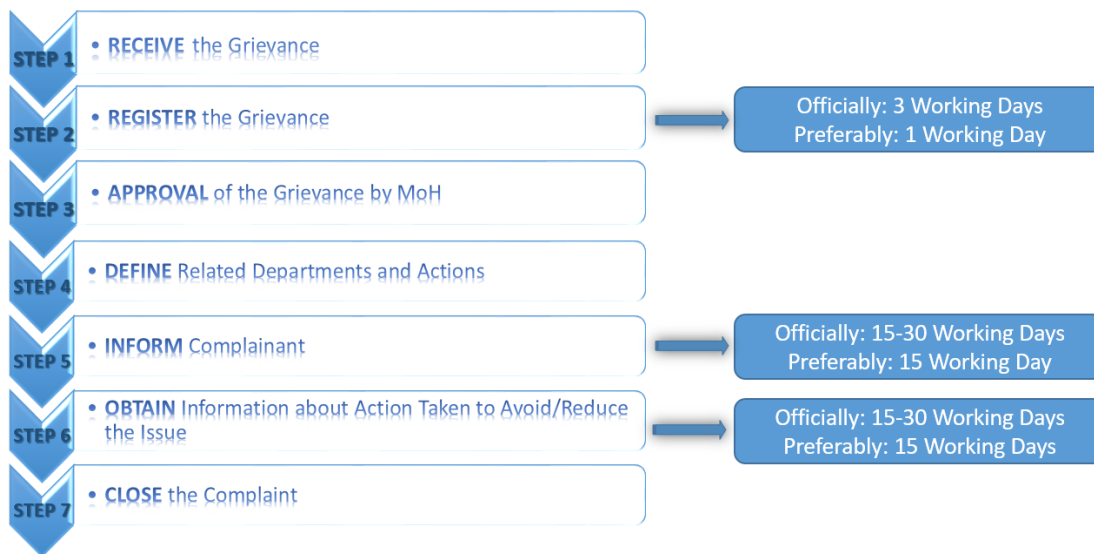 STEP 1
• RECEIVE the Grievance
STEP 2
• REGISTER the Grievance
Officially: 3 Working Days
Preferably: 1 Working Day
STEP 3
• APPROVAL of the Grievance by MoH
STEP 4
• DEFINE Related Departments and Actions
STEP 5
• INFORM Complainant
Officially: 15-30 Working Days
Preferably: 15 Working Day
STEP 6
• OBTAIN Information about Action Taken to Avoid/Reduce
the Issue
Officially: 15-30 Working Days
Preferably: 15 Working Days
STEP 7
• CLOSE the Complaint